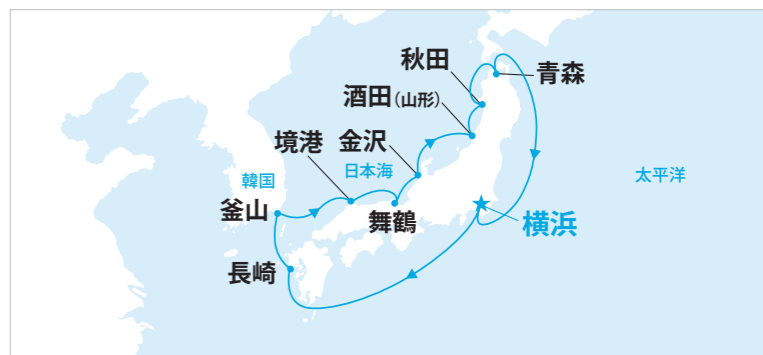 秋田
青森
酒田(山形)
境港
金沢
日本海
韓国
太平洋
釜山
舞鶴
横浜
長崎